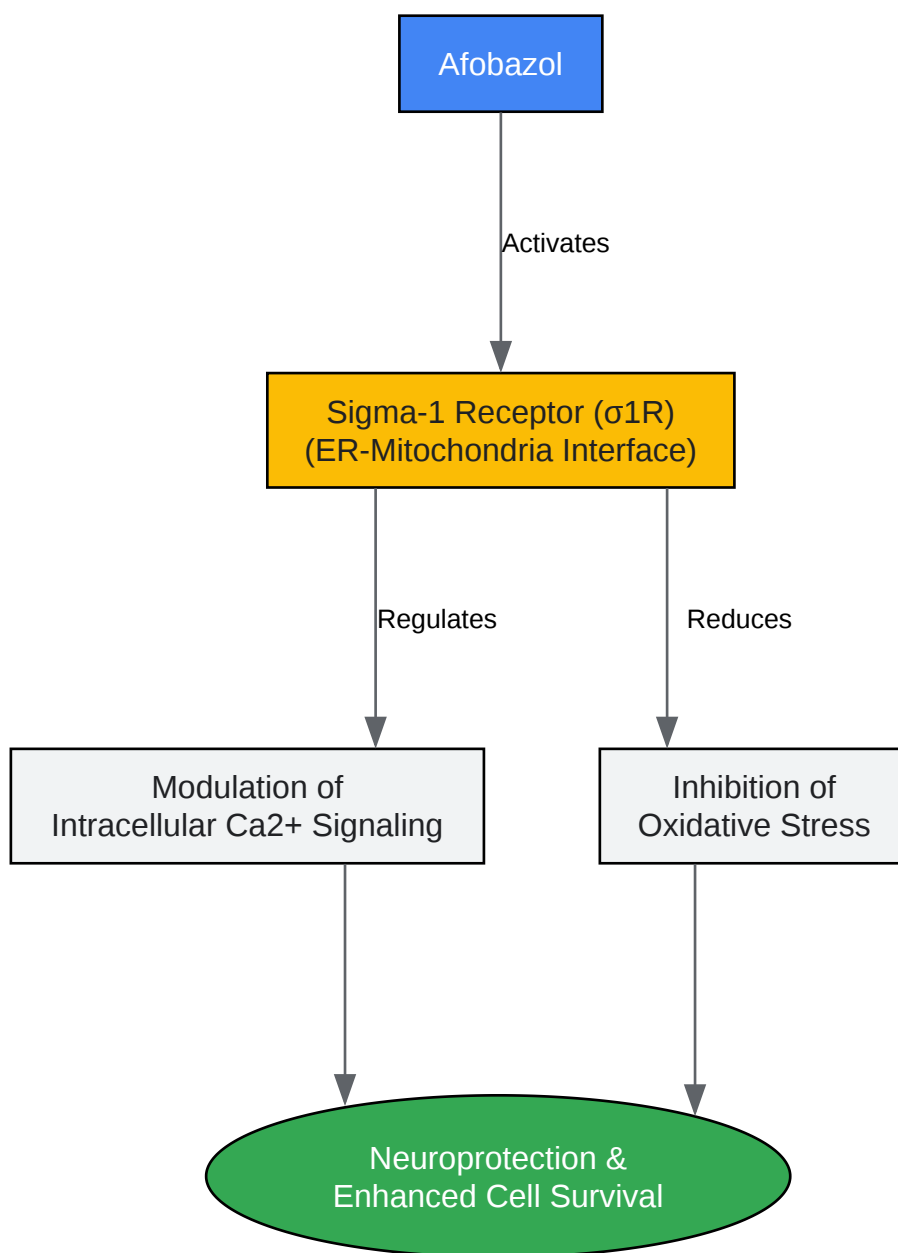 Afobazol
Activates
Sigma-1 Receptor (σ1R)
(ER-Mitochondria Interface)
Regulates
Reduces
Modulation of
Intracellular Ca2+ Signaling
Inhibition of
Oxidative Stress
Neuroprotection &
Enhanced Cell Survival